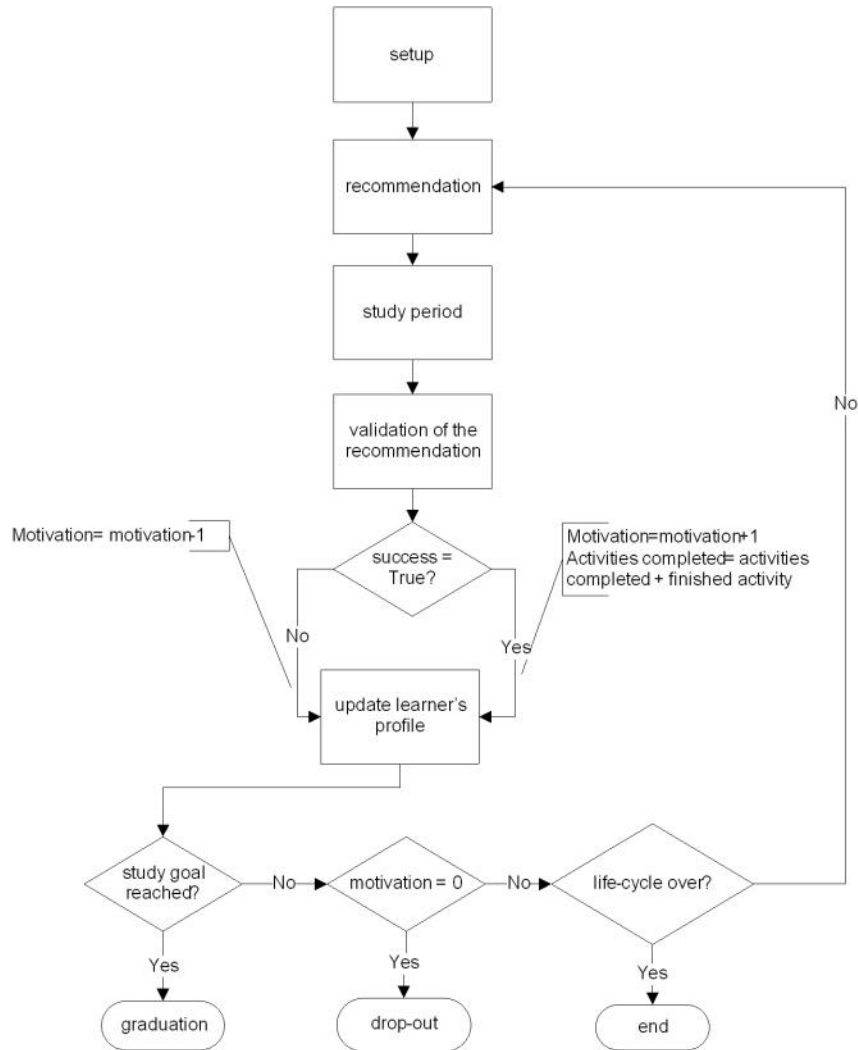 setup
recommendation
study period
validation of the
recommendation
No
Motivation= motivation-1
success =
True?
Motivation=motivation+1
Activities completed= activities
completed + finished activity
No
Yes
update learner's
profile
study goal
reached?
No
motivation = 0
No
life-cycle over?
Yes
Yes
Yes
graduation
drop-out
end